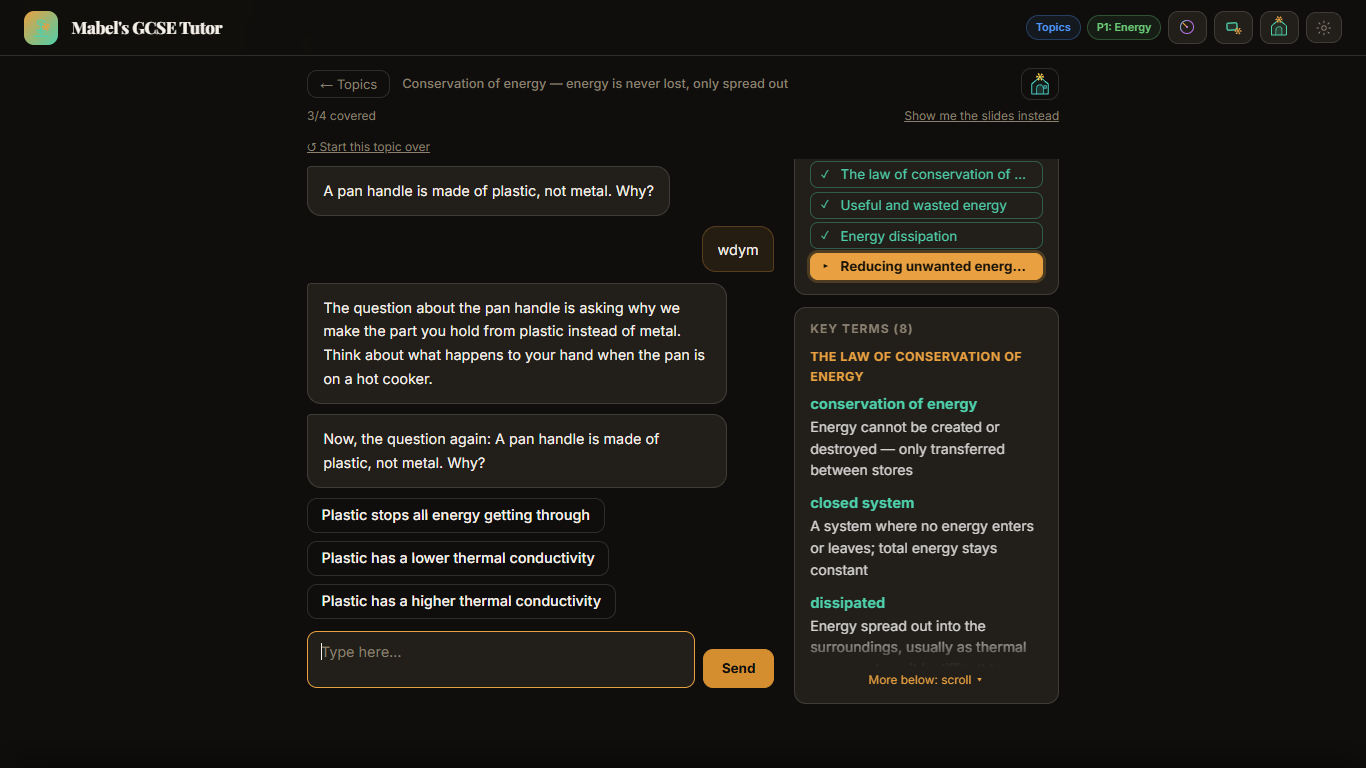 Mabel's GCSE Tutor
Topics
P1: Energy
← Topics
Conservation of energy — energy is never lost, only spread out
3/4 covered
Show me the slides instead
↺ Start this topic over
A pan handle is made of plastic, not metal. Why?
wdym
The question about the pan handle is asking why we
make the part you hold from plastic instead of metal.
Think about what happens to your hand when the pan is
on a hot cooker.
Now, the question again: A pan handle is made of
plastic, not metal. Why?
Plastic stops all energy getting through
Plastic has a lower thermal conductivity
Plastic has a higher thermal conductivity
Type here...
Send
✓ The law of conservation of ...
✓ Useful and wasted energy
✓ Energy dissipation
▸ Reducing unwanted energ...
KEY TERMS (8)
THE LAW OF CONSERVATION OF
ENERGY
conservation of energy
Energy cannot be created or
destroyed — only transferred
between stores
closed system
A system where no energy enters
or leaves; total energy stays
constant
dissipated
Energy spread out into the
surroundings, usually as thermal
More below: scroll ▾